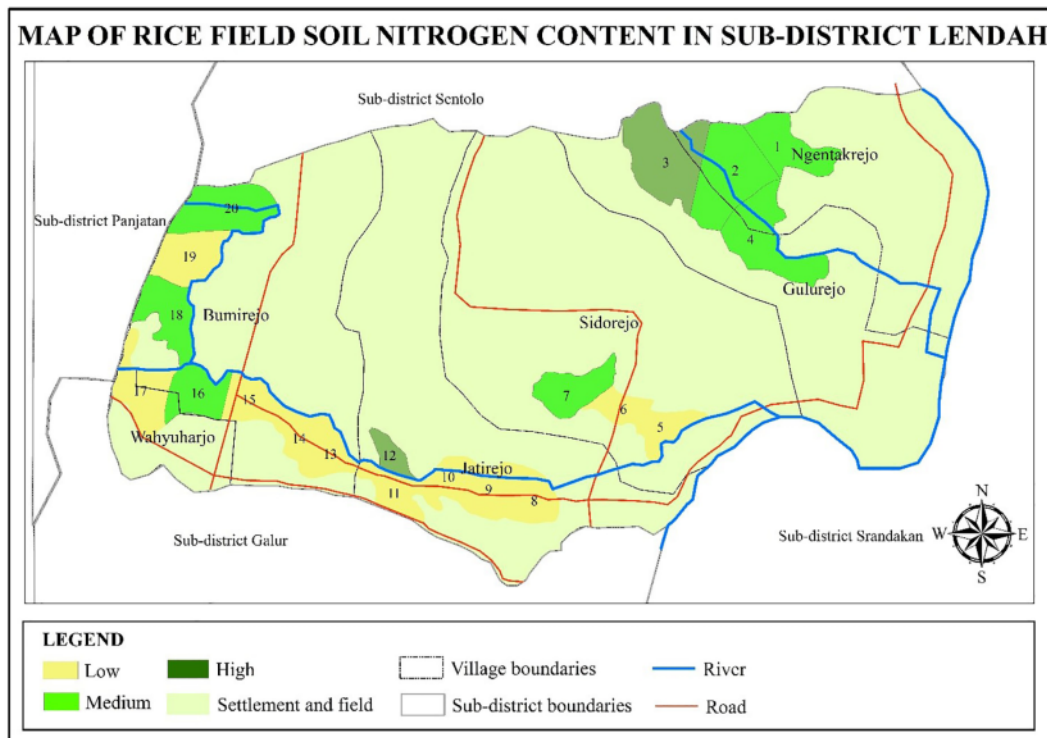 MAP OF RICE FIELD SOIL NITROGEN CONTENT IN SUB-DISTRICT LENDAH
Sub-district Sentolo
1
Ngentakrejo
3
2
20
Sub-district Panjatan
4
19
Gulurejo
18
Bumirejo
Sidorejo
17
16
15
7
6
5
Wahyuharjo
14
13
12
Jatirejo
10
9
11
8
N
Sub-district Galur
Sub-district Srandakan
W
E
S
LEGEND
Low
High
Village boundaries
River
Medium
Settlement and field
Sub-district boundaries
Road